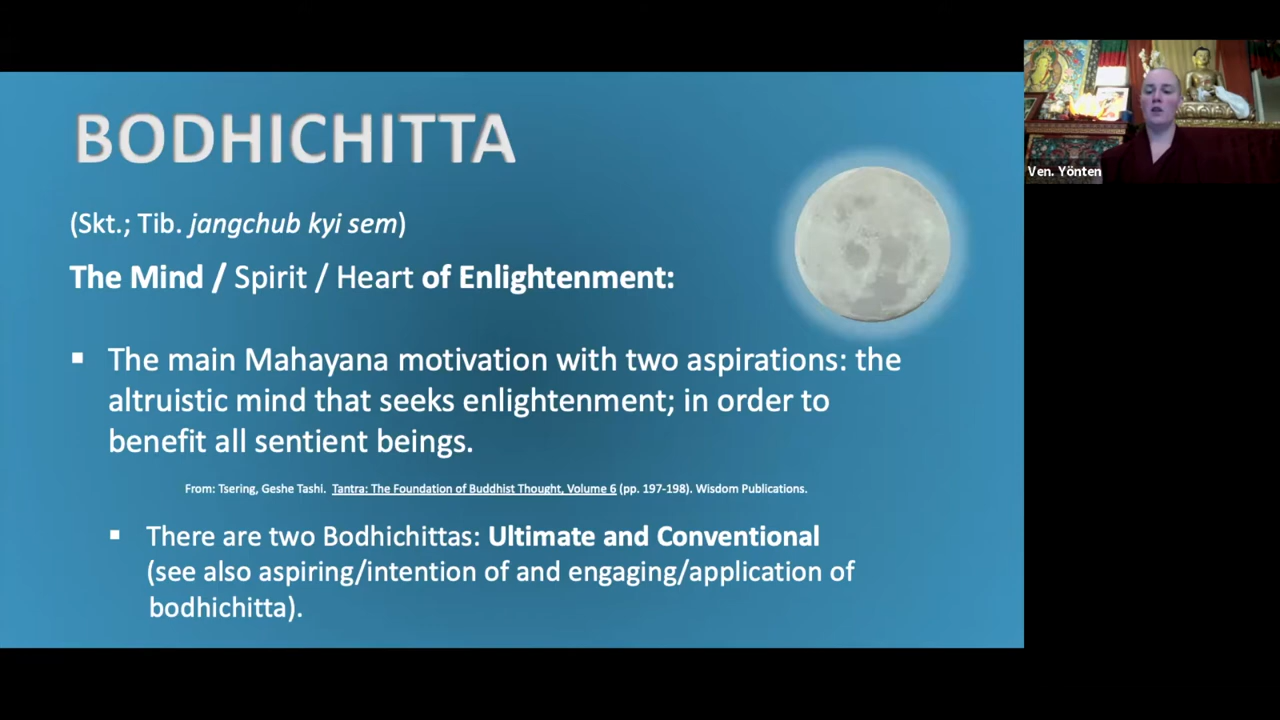 BODHICHITTA
(Skt.; Tib. jangchub kyi sem)
The Mind / Spirit / Heart of Enlightenment:
▪ The main Mahayana motivation with two aspirations: the
altruistic mind that seeks enlightenment; in order to
benefit all sentient beings.
From: Tsering, Geshe Tashi. Tantra: The Foundation of Buddhist Thought, Volume 6 (pp. 197-198). Wisdom Publications.
▪ There are two Bodhichittas: Ultimate and Conventional
(see also aspiring/intention of and engaging/application of
bodhichitta).
Ven. Yönten